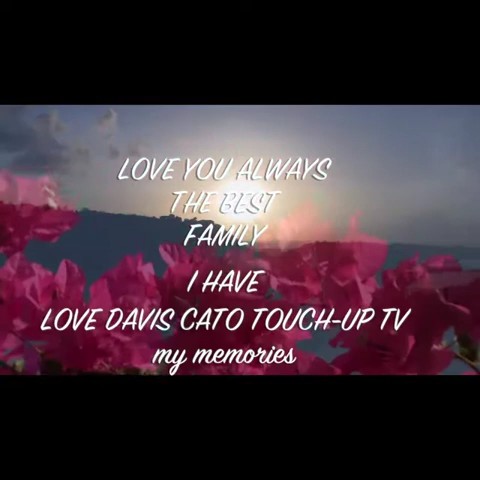 LOVE YOU ALWAYS
THE BEST
FAMILY
I HAVE
LOVE DAVIS CATO TOUCH-UP TV
my memories